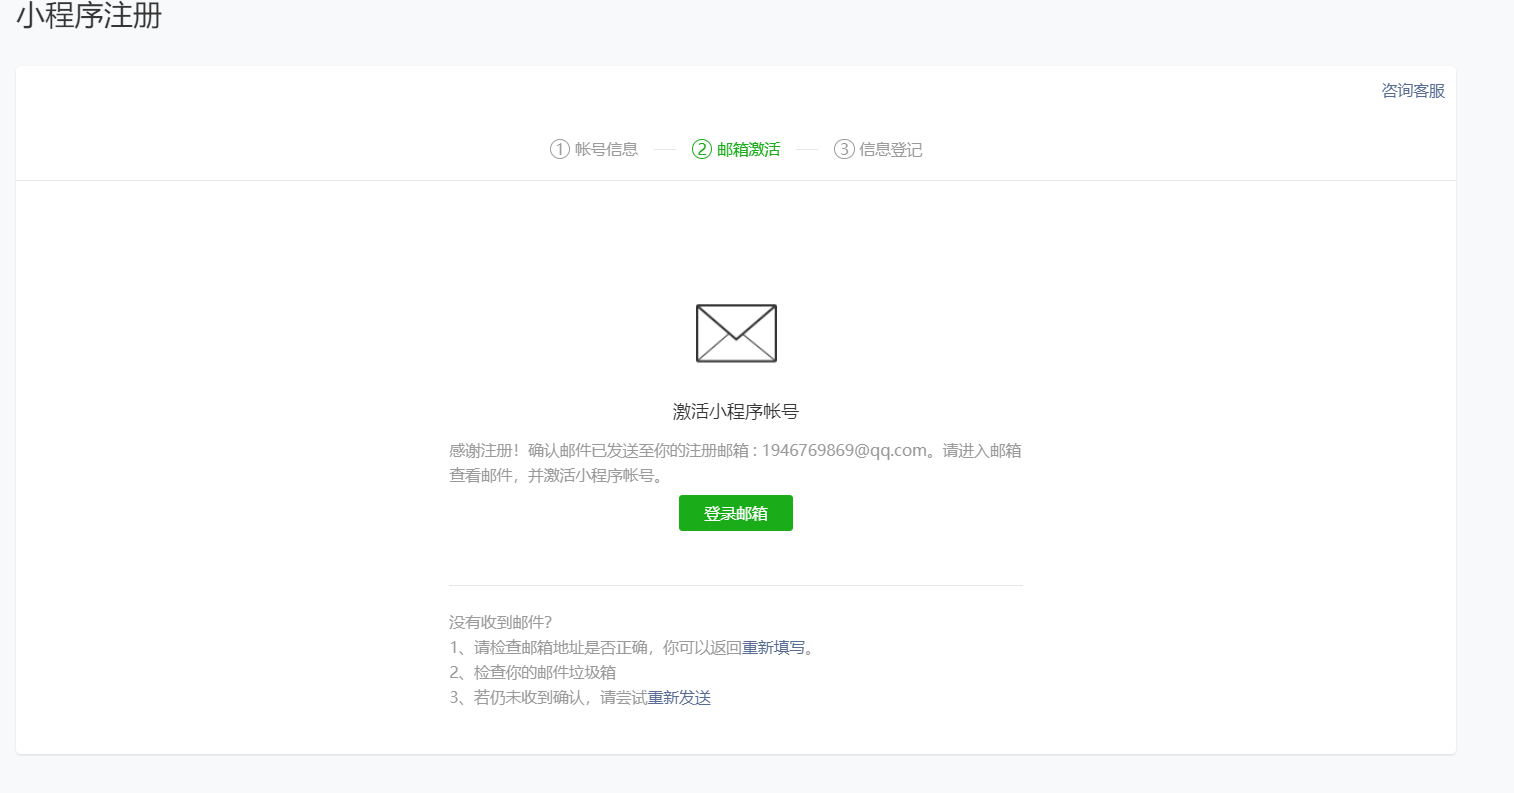 小程序注册
咨询客服
1 帐号信息 2 邮箱激活 3 信息登记
激活小程序帐号
感谢注册！确认邮件已发送至你的注册邮箱 : 1946769869@qq.com。请进入邮箱
查看邮件，并激活小程序帐号。
登录邮箱
没有收到邮件？
1、请检查邮箱地址是否正确，你可以返回重新填写。
2、检查你的邮件垃圾箱
3、若仍未收到确认，请尝试重新发送